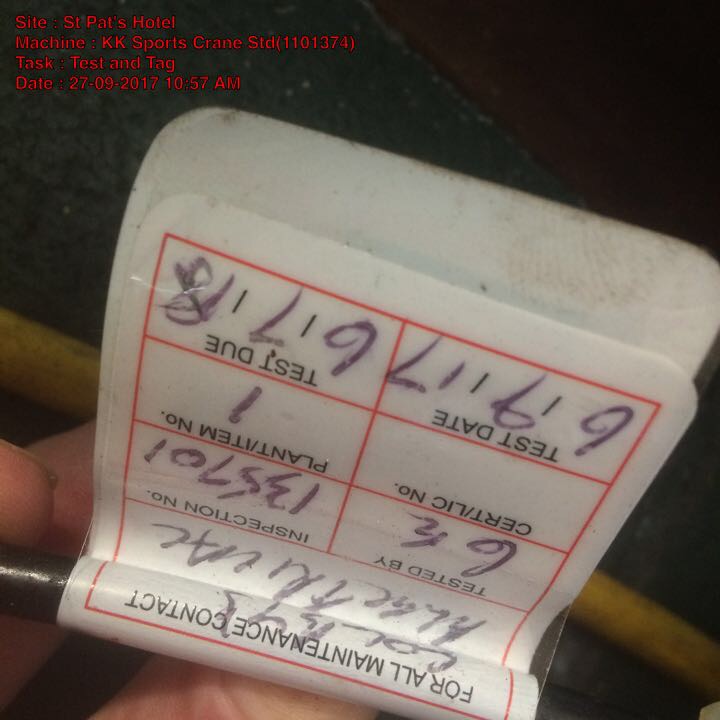 Site : St Pat's Hotel
Machine : KK Sports Crane Std(1101374)
Task : Test and Tag
Date : 27-09-2017 10:57 AM
FOR ALL MAINTENANCE CONTACT
TESTED BY INSPECTION No.
135701
CERT/LIC No. PLANT/ITEM No.
1
TEST DATE TEST DUE
6/9/17 6/7/18